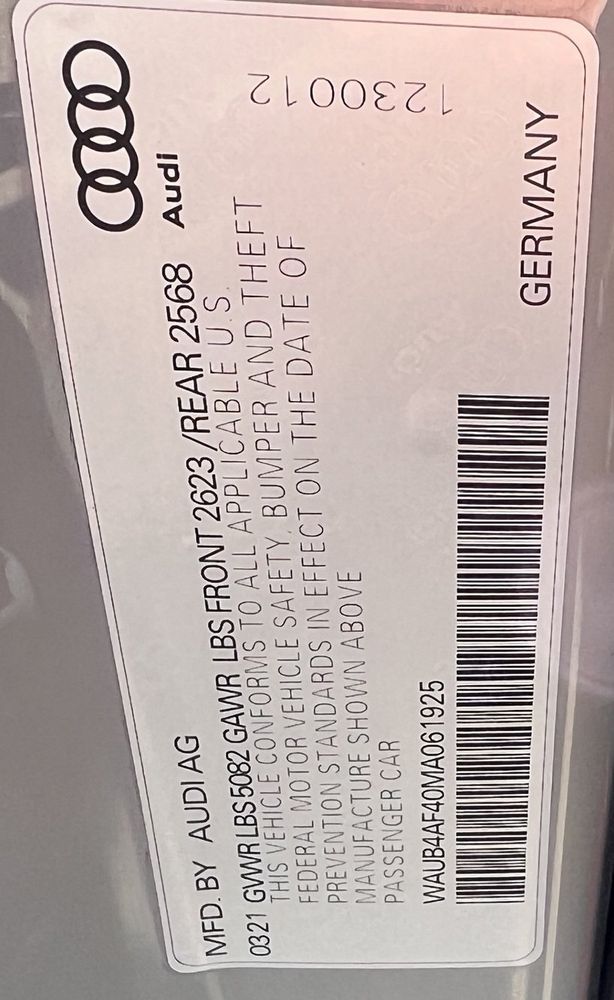 MFD. BY AUDI AG
0321 GVWR LBS 5082 GAWR LBS FRONT 2623 /REAR 2568
THIS VEHICLE CONFORMS TO ALL APPLICABLE U.S.
FEDERAL MOTOR VEHICLE SAFETY, BUMPER AND THEFT
PREVENTION STANDARDS IN EFFECT ON THE DATE OF
MANUFACTURE SHOWN ABOVE
PASSENGER CAR
WAUB4AF40MA061925
Audi
1230012
GERMANY